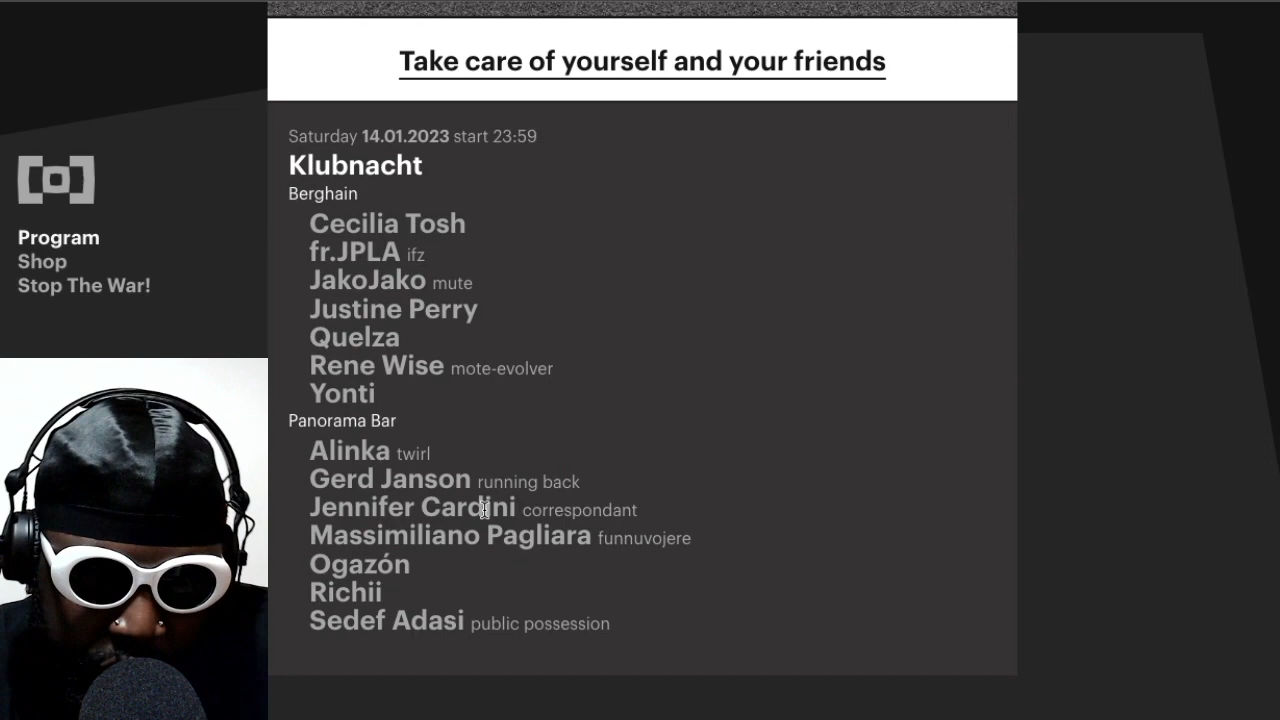 Take care of yourself and your friends
Program
Shop
Stop The War!
Saturday 14.01.2023 start 23:59
Klubnacht
Berghain
Cecilia Tosh
fr.JPLA ifz
JakoJako mute
Justine Perry
Quelza
Rene Wise mote-evolver
Yonti
Panorama Bar
Alinka twirl
Gerd Janson running back
Jennifer Cardini correspondant
Massimiliano Pagliara funnuvojere
Ogazón
Richii
Sedef Adasi public possession